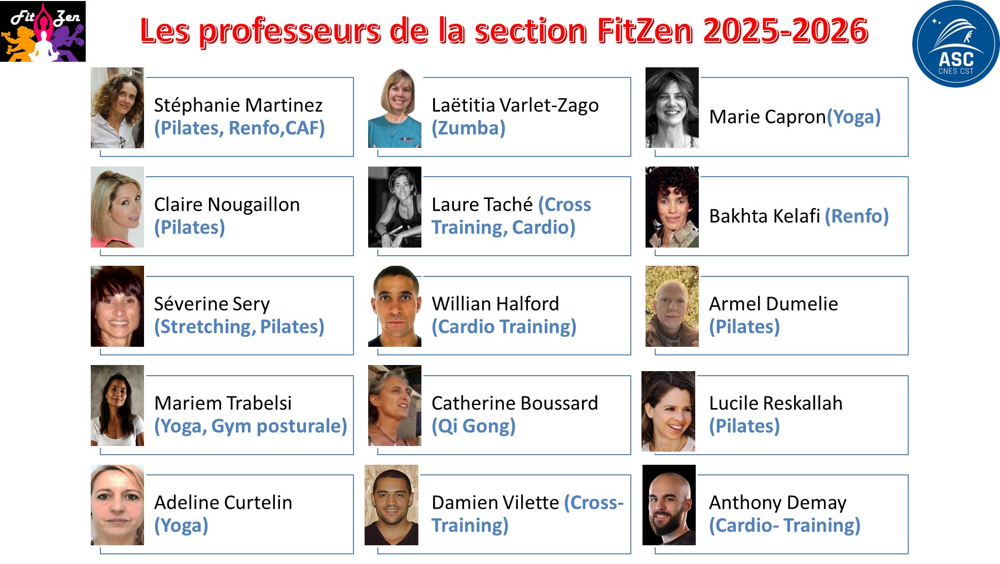 Fit Zen
Les professeurs de la section FitZen 2025-2026
ASC
CNES CST
Stéphanie Martinez
(Pilates, Renfo,CAF)
Laëtitia Varlet-Zago
(Zumba)
Marie Capron(Yoga)
Claire Nougaillon
(Pilates)
Laure Taché (Cross
Training, Cardio)
Bakhta Kelafi (Renfo)
Séverine Sery
(Stretching, Pilates)
Willian Halford
(Cardio Training)
Armel Dumelie
(Pilates)
Mariem Trabelsi
(Yoga, Gym posturale)
Catherine Boussard
(Qi Gong)
Lucile Reskallah
(Pilates)
Adeline Curtelin
(Yoga)
Damien Vilette (Cross-
Training)
Anthony Demay
(Cardio- Training)